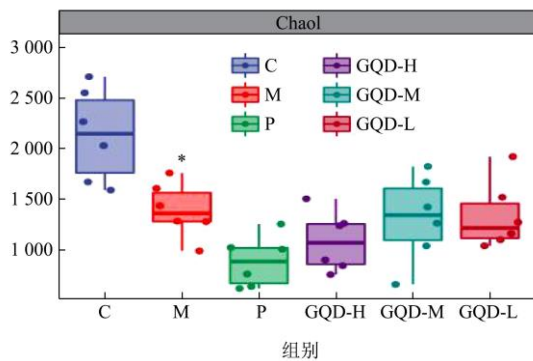 Chaol
3 000
2 500
2 000
1 500
1 000
C
M
P
GQD-H
GQD-M
GQD-L
*
C
M
P
GQD-H
GQD-M
GQD-L
组别